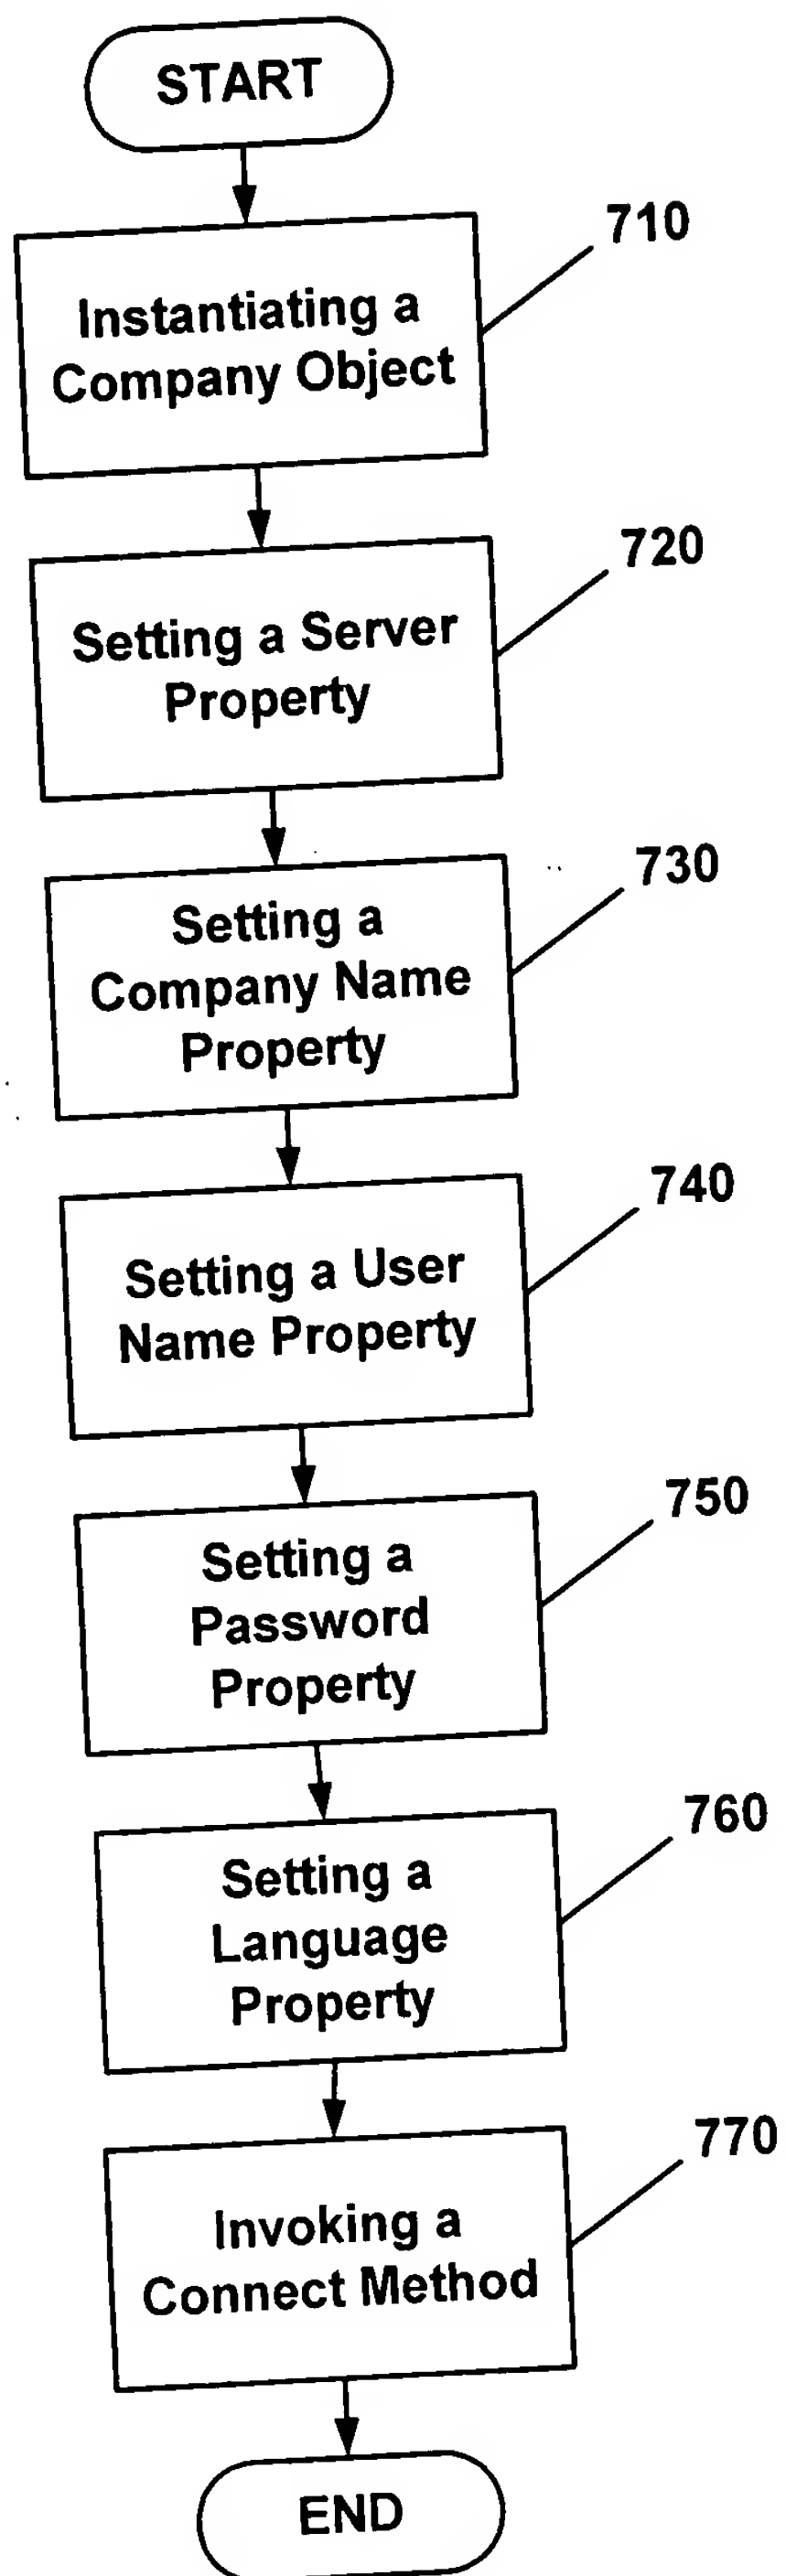 START
710
Instantiating a
Company Object
720
Setting a Server
Property
730
Setting a
Company Name
Property
740
Setting a User
Name Property
750
Setting a
Password
Property
760
Setting a
Language
Property
770
Invoking a
Connect Method
END